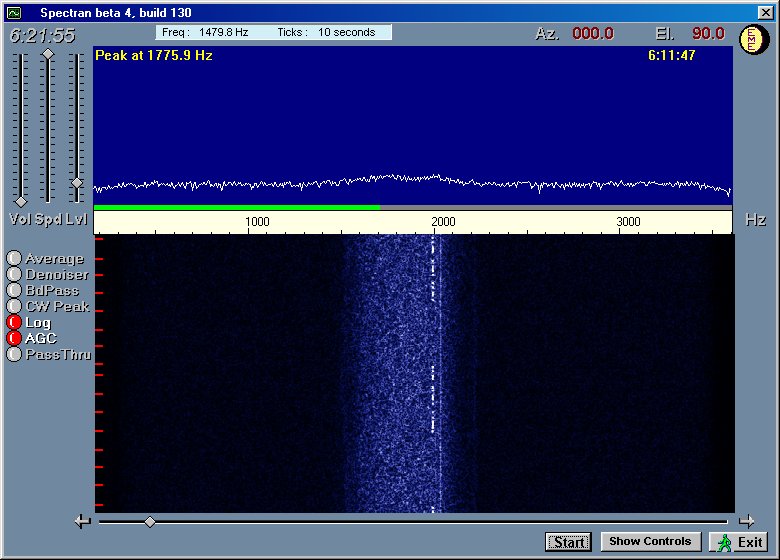 Spectran beta 4, build 130
6:21:55
Freq : 1479.8 Hz Ticks : 10 seconds
Az. 000.0 El. 90.0
EME
Peak at 1775.9 Hz 6:11:47
Vol Spd Lvl
1000 2000 3000 Hz
Average
Denoiser
BdPass
CW Peak
Log
AGC
PassThru
Start Show Controls Exit